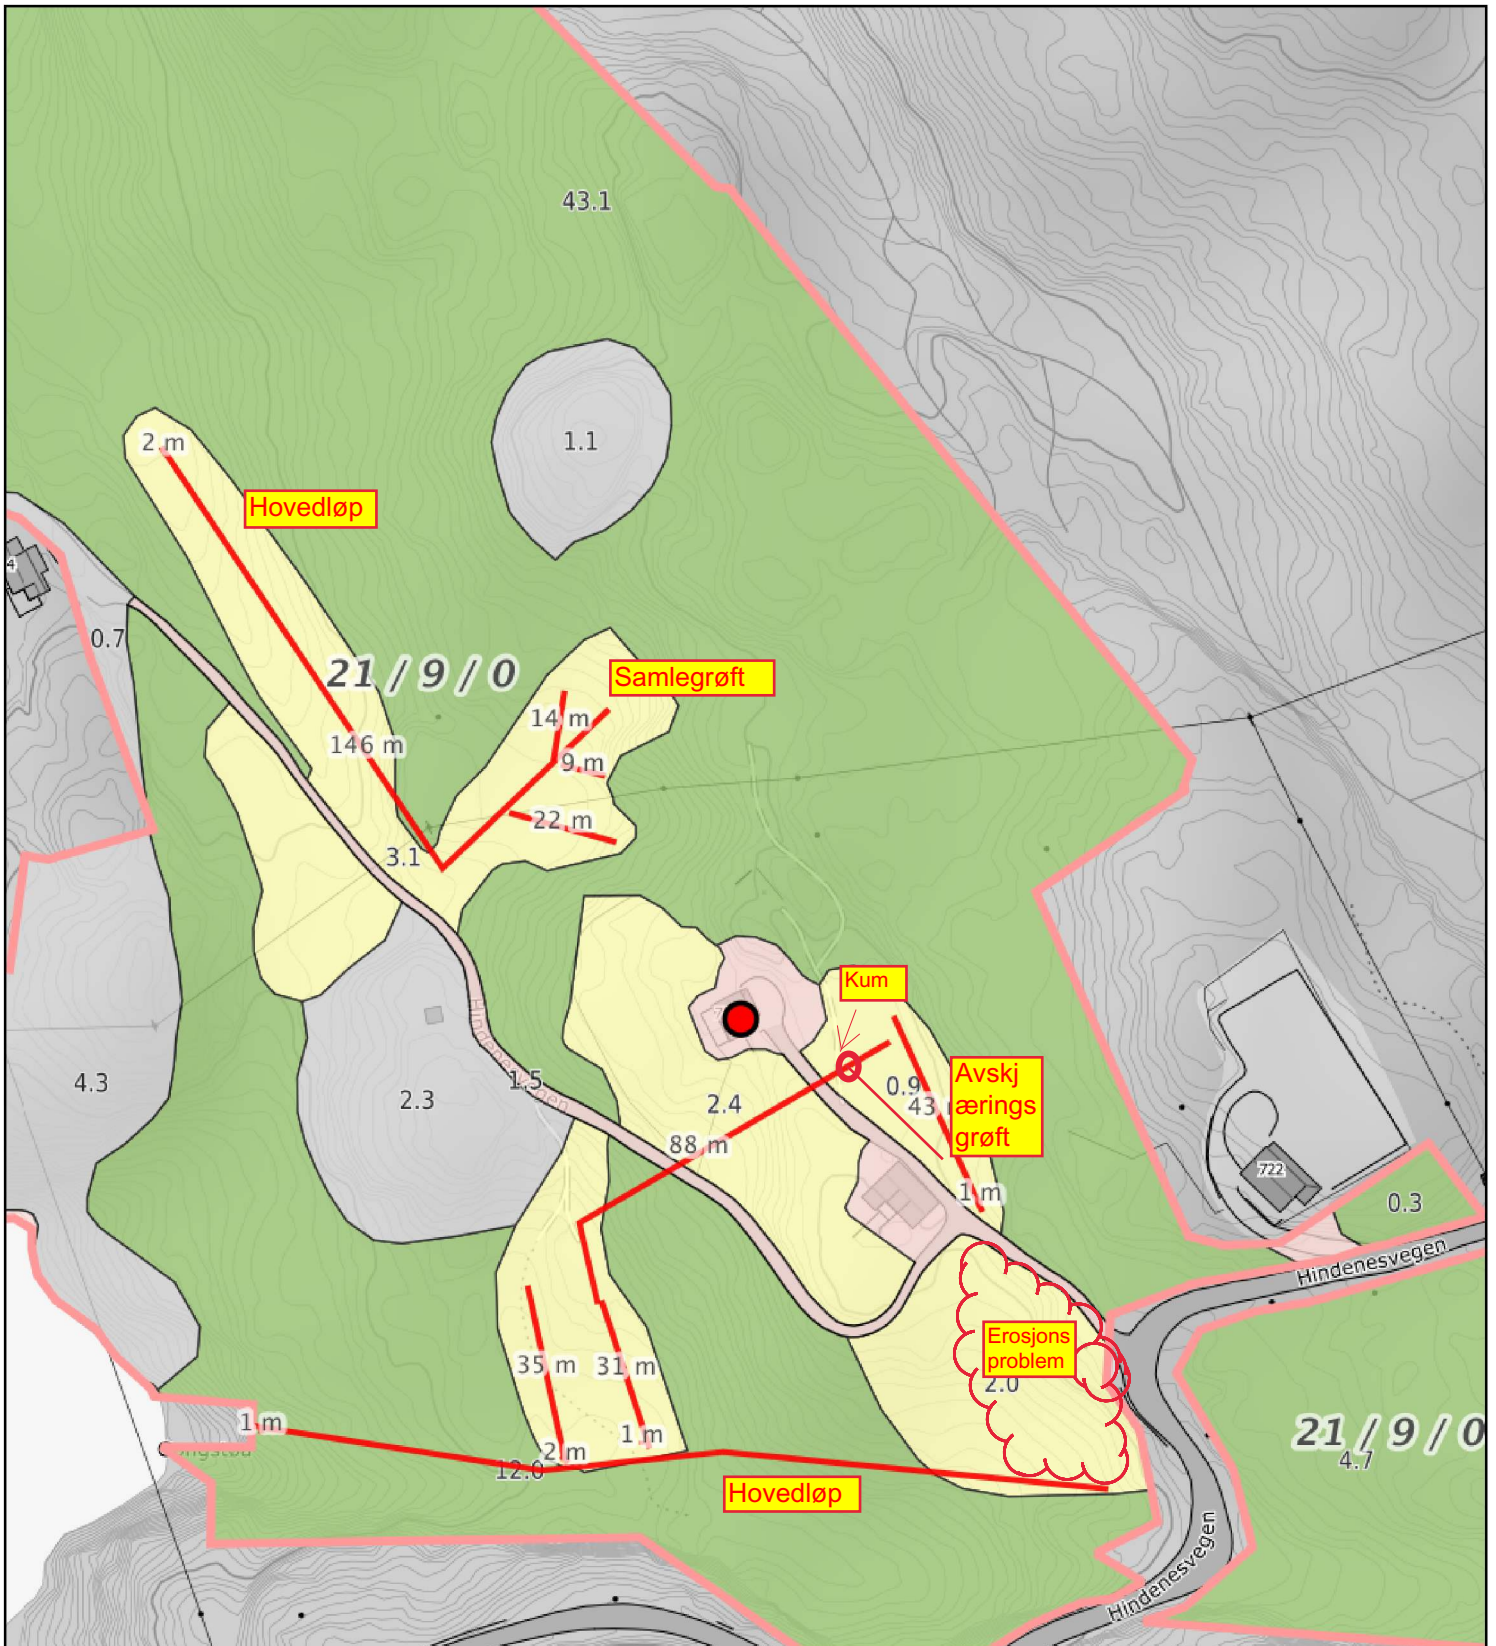 43.1
1.1
2 m
Hovedløp
4
0.7
21 / 9 / 0
Samlegrøft
14 m
146 m
9 m
22 m
3.1
Kum
Hindenesvegen
4.3
2.3
1.5
2.4
0.9
43
Avskj
ærings
grøft
88 m
722
1 m
0.3
Hindenesvegen
Erosjons
problem
2.0
35 m
31 m
1 m
1 m
2 m
12.0
21 / 9 / 0
4.7
Hovedløp
Hindenesvegen